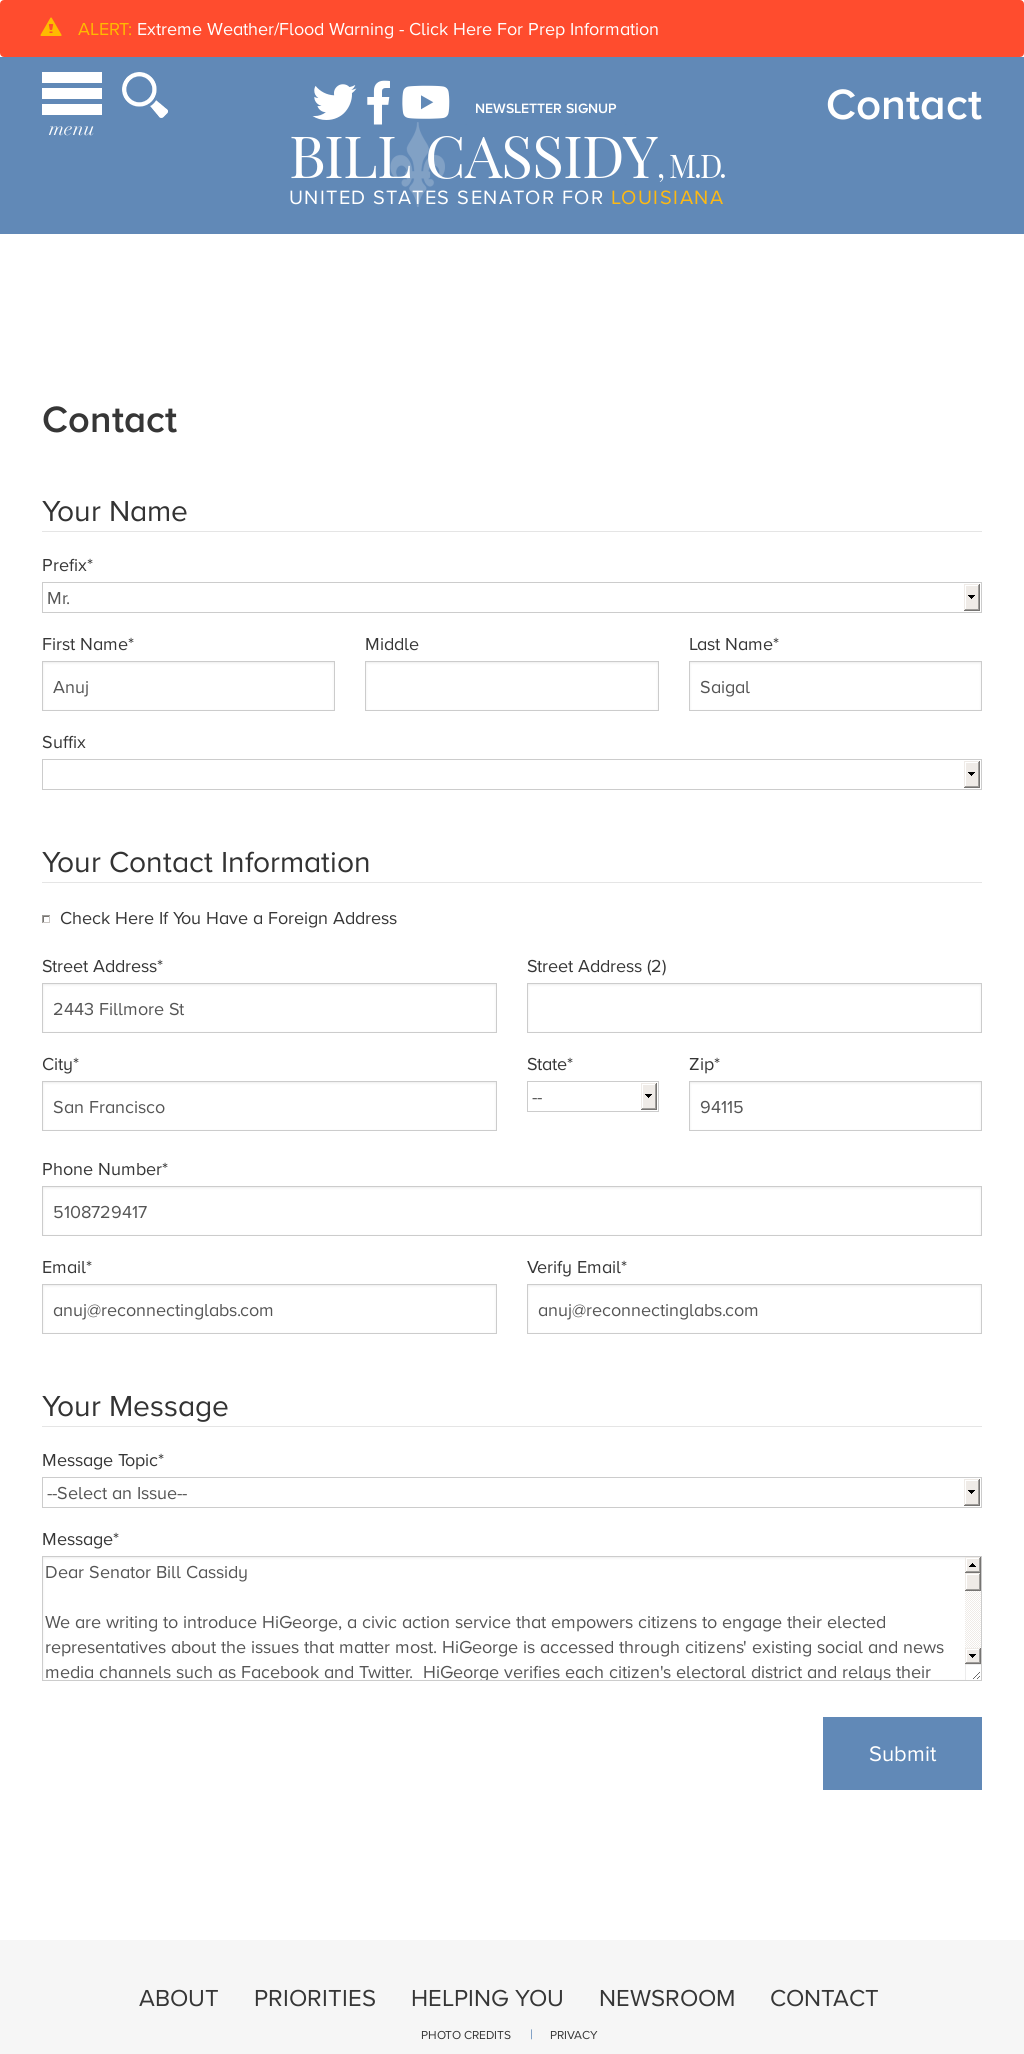 ALERT: Extreme Weather/Flood Warning - Click Here For Prep Information
menu
NEWSLETTER SIGNUP
Contact
BILL CASSIDY, M.D.
UNITED STATES SENATOR FOR LOUISIANA
Contact
Your Name
Prefix*
Mr.
First Name* Middle Last Name*
Anuj Saigal
Suffix
Your Contact Information
Check Here If You Have a Foreign Address
Street Address* Street Address (2)
2443 Fillmore St
City* State* Zip*
San Francisco -- 94115
Phone Number*
5108729417
Email* Verify Email*
anuj@reconnectinglabs.com anuj@reconnectinglabs.com
Your Message
Message Topic*
--Select an Issue--
Message*
Dear Senator Bill Cassidy
We are writing to introduce HiGeorge, a civic action service that empowers citizens to engage their elected
representatives about the issues that matter most. HiGeorge is accessed through citizens' existing social and news
media channels such as Facebook and Twitter.  HiGeorge verifies each citizen's electoral district and relays their
Submit
ABOUT PRIORITIES HELPING YOU NEWSROOM CONTACT
PHOTO CREDITS | PRIVACY